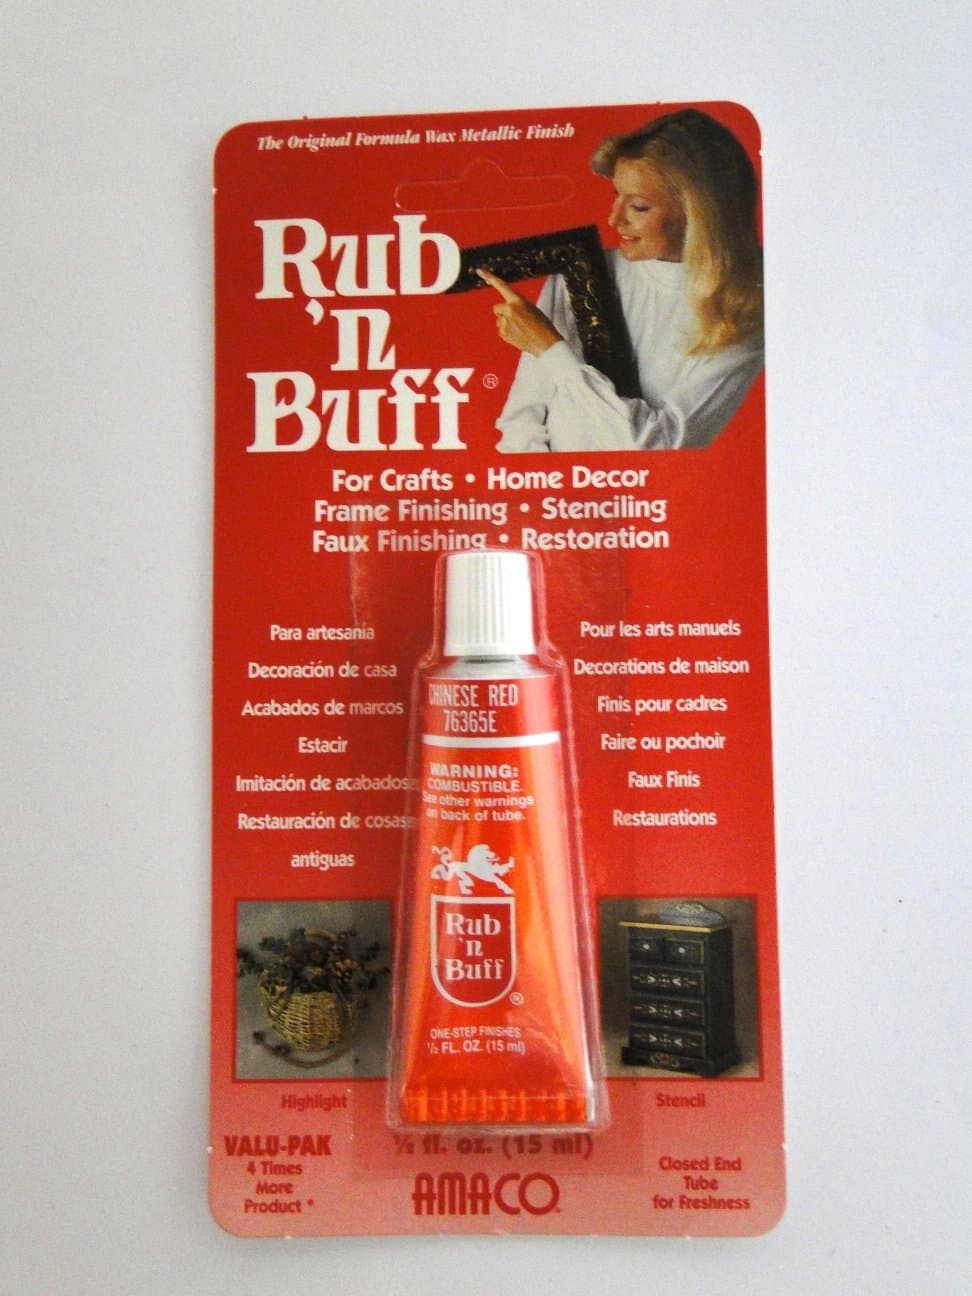 The Original Formula Wax Metallic Finish
Rub
'n
Buff®
For Crafts • Home Decor
Frame Finishing • Stenciling
Faux Finishing • Restoration
Para artesanía
Decoración de casa
Acabados de marcos
Estacir
Imitación de acabados
Restauración de cosas
antiguas
Pour les arts manuels
Decorations de maison
Finis pour cadres
Faire ou pochoir
Faux Finis
Restaurations
CHINESE RED
76365E
WARNING:
COMBUSTIBLE.
See other warnings
on back of tube.
Rub
'n
Buff
®
ONE-STEP FINISHES
½ FL. OZ. (15 ml)
Highlight
Stencil
VALU-PAK
4 Times
More
Product *
½ fl. oz. (15 ml)
AMACO®
Closed End
Tube
for Freshness